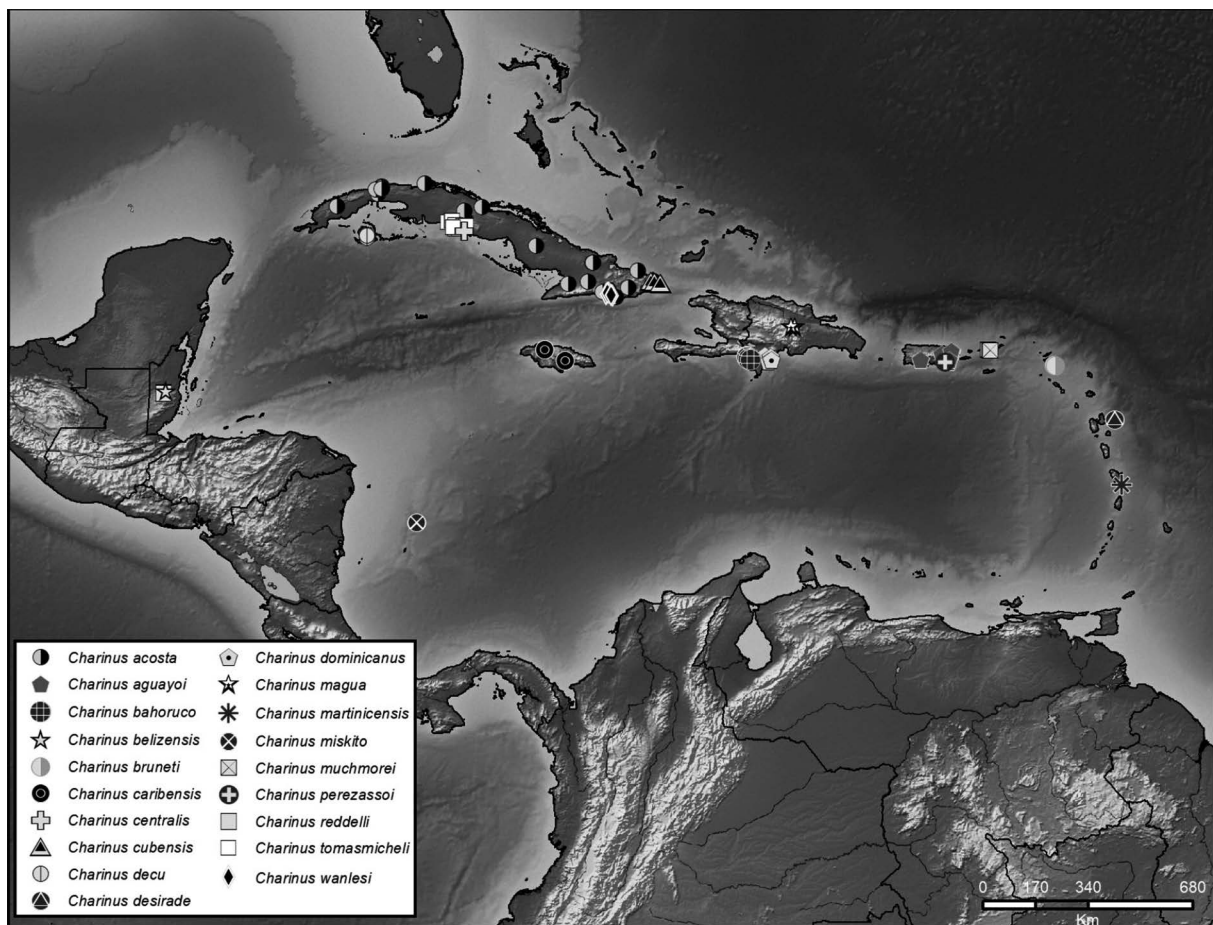 Charinus acosta
Charinus aguayoi
Charinus bahoruco
Charinus belizensis
Charinus bruneti
Charinus caribensis
Charinus centralis
Charinus cubensis
Charinus decu
Charinus desirade
Charinus dominicanus
Charinus magua
Charinus martinicensis
Charinus miskito
Charinus muchmorei
Charinus perezassoi
Charinus reddelli
Charinus tomasmicheli
Charinus wanlesi
0 170 340 680
Km